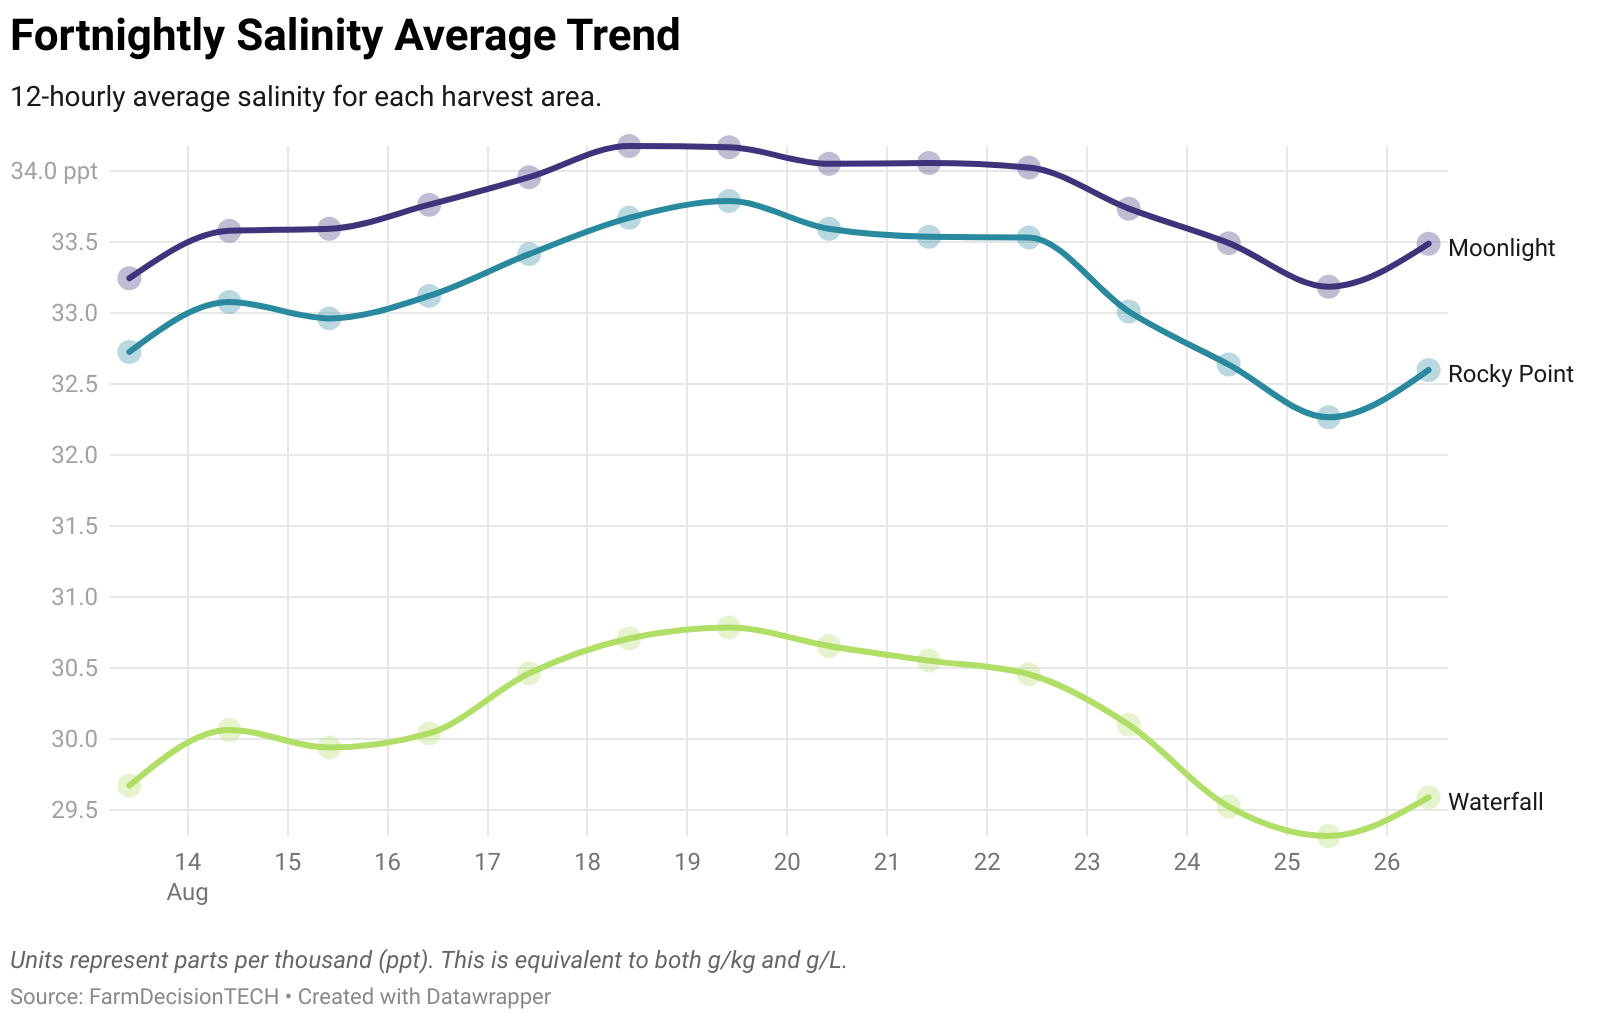 Fortnightly Salinity Average Trend
12-hourly average salinity for each harvest area.
34.0 ppt
33.5
33.0
32.5
32.0
31.5
31.0
30.5
30.0
29.5
Moonlight
Rocky Point
Waterfall
14 15 16 17 18 19 20 21 22 23 24 25 26
Aug
Units represent parts per thousand (ppt). This is equivalent to both g/kg and g/L.
Source: FarmDecisionTECH • Created with Datawrapper